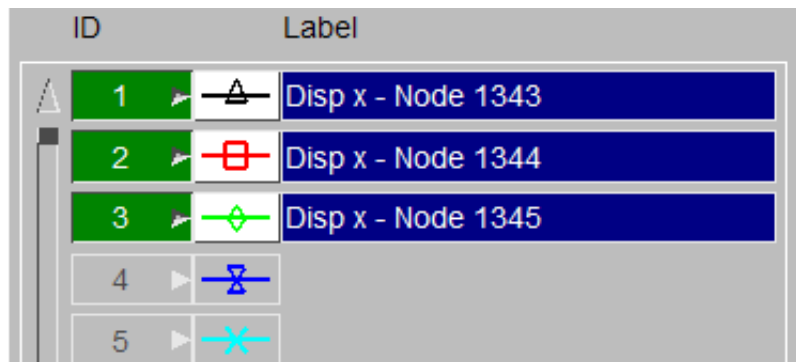 ID Label
1 Disp x - Node 1343
2 Disp x - Node 1344
3 Disp x - Node 1345
4
5